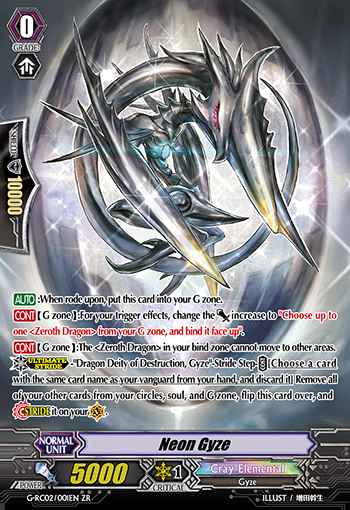 0
GRADE
SHIELD
10000
AUTO:When rode upon, put this card into your G zone.
CONT【 G zone 】:For your trigger effects, change the increase to "Choose up to
one <Zeroth Dragon> from your G zone, and bind it face up".
CONT【 G zone 】:The <Zeroth Dragon> in your bind zone cannot move to other areas.
ULTIMATE STRIDE -"Dragon Deity of Destruction, Gyze"-Stride Step-[Choose a card
with the same card name as your vanguard from your hand, and discard it] Remove all
of your other cards from your circles, soul, and G zone, flip this card over, and
STRIDE it on your .
NORMAL UNIT
Neon Gyze
POWER
5000
1
CRITICAL
Cray Elemental
Gyze
G-RC02/001EN ZR
ILLUST / 増田幹生